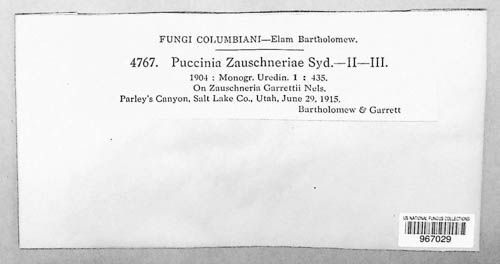 FUNGI COLUMBIANI—Elam Bartholomew.
4767. Puccinia Zauschneriae Syd.—II—III.
1904 : Monogr. Uredin. 1 : 435.
On Zauschneria Garrettii Nels.
Parley's Canyon, Salt Lake Co., Utah, June 29, 1915.
Bartholomew & Garrett
US NATIONAL FUNGUS COLLECTIONS
967029